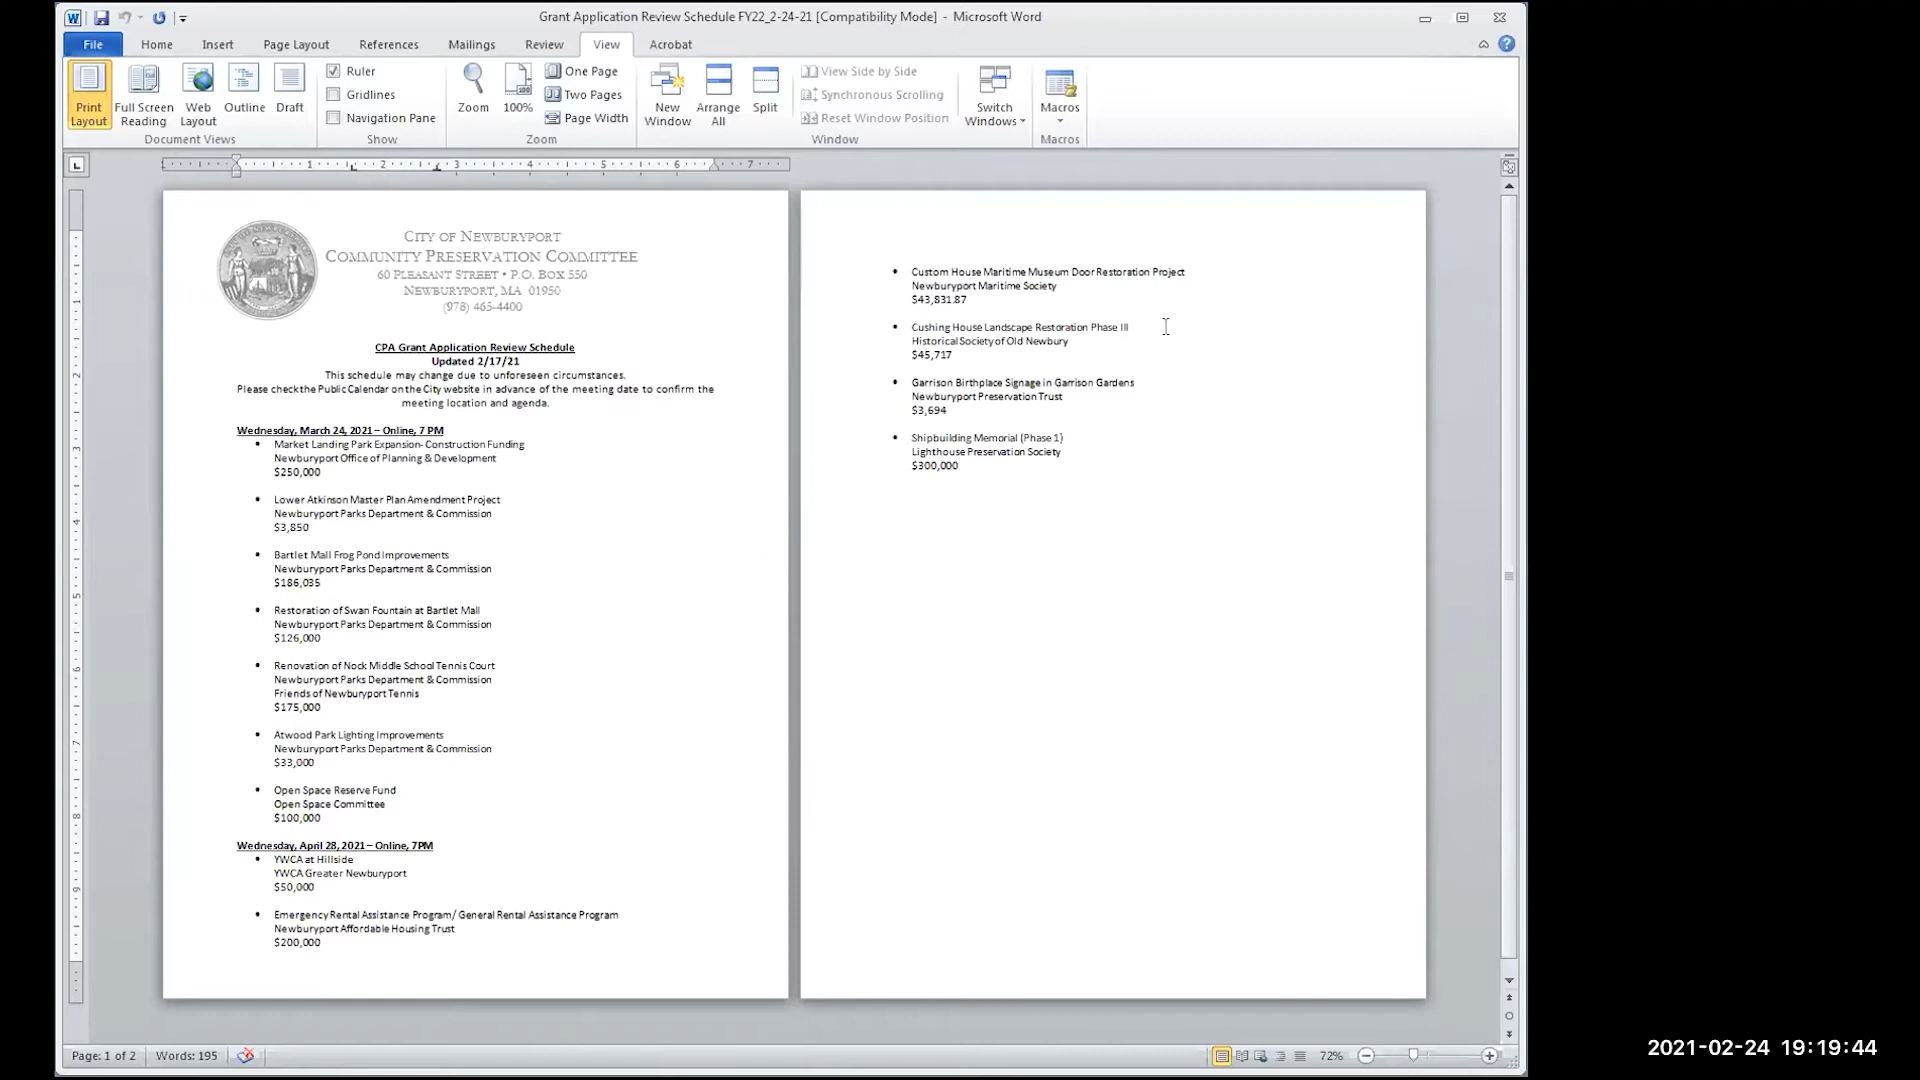 Grant Application Review Schedule FY22_2-24-21 [Compatibility Mode] - Microsoft Word
File Home Insert Page Layout References Mailings Review View Acrobat
Print Layout
Full Screen Reading
Web Layout
Outline
Draft
Document Views
Ruler
Gridlines
Navigation Pane
Show
Zoom
100%
One Page
Two Pages
Page Width
Zoom
New Window
Arrange All
Split
View Side by Side
Synchronous Scrolling
Reset Window Position
Window
Switch Windows
Macros
Macros
1 2 3 4 5 6 7
CITY OF NEWBURYPORT
COMMUNITY PRESERVATION COMMITTEE
60 PLEASANT STREET • P.O. BOX 550
NEWBURYPORT, MA 01950
(978) 465-4400
CPA Grant Application Review Schedule
Updated 2/17/21
This schedule may change due to unforeseen circumstances.
Please check the Public Calendar on the City website in advance of the meeting date to confirm the
meeting location and agenda.
Wednesday, March 24, 2021 – Online, 7 PM
• Market Landing Park Expansion- Construction Funding
Newburyport Office of Planning & Development
$250,000
• Lower Atkinson Master Plan Amendment Project
Newburyport Parks Department & Commission
$3,850
• Bartlet Mall Frog Pond Improvements
Newburyport Parks Department & Commission
$186,035
• Restoration of Swan Fountain at Bartlet Mall
Newburyport Parks Department & Commission
$126,000
• Renovation of Nock Middle School Tennis Court
Newburyport Parks Department & Commission
Friends of Newburyport Tennis
$175,000
• Atwood Park Lighting Improvements
Newburyport Parks Department & Commission
$33,000
• Open Space Reserve Fund
Open Space Committee
$100,000
Wednesday, April 28, 2021 – Online, 7PM
• YWCA at Hillside
YWCA Greater Newburyport
$50,000
• Emergency Rental Assistance Program/ General Rental Assistance Program
Newburyport Affordable Housing Trust
$200,000
• Custom House Maritime Museum Door Restoration Project
Newburyport Maritime Society
$43,831.87
• Cushing House Landscape Restoration Phase III
Historical Society of Old Newbury
$45,717
• Garrison Birthplace Signage in Garrison Gardens
Newburyport Preservation Trust
$3,694
• Shipbuilding Memorial (Phase 1)
Lighthouse Preservation Society
$300,000
Page: 1 of 2 Words: 195
72%
2021-02-24 19:19:44